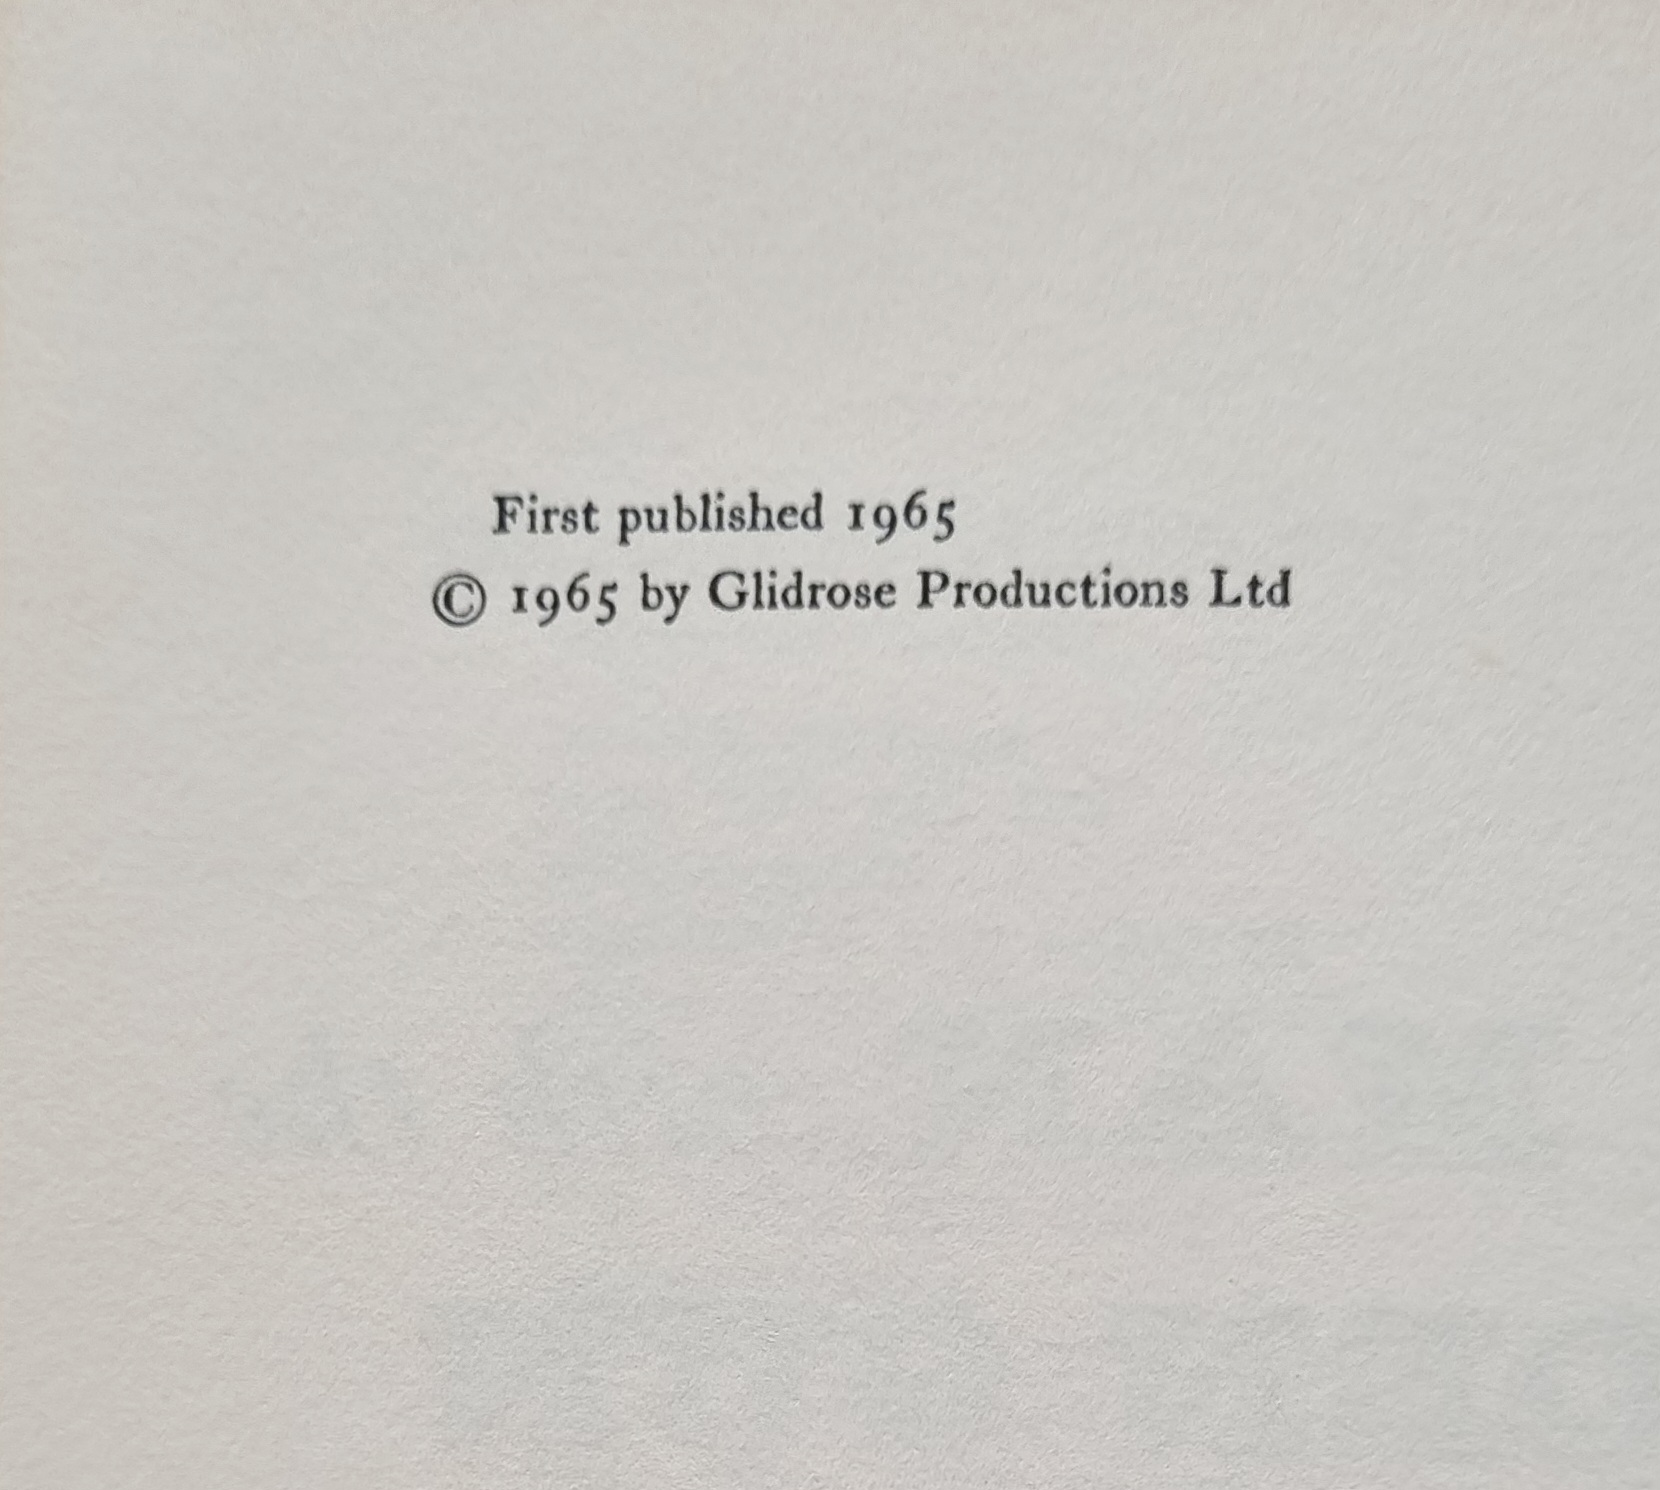 First published 1965
© 1965 by Glidrose Productions Ltd